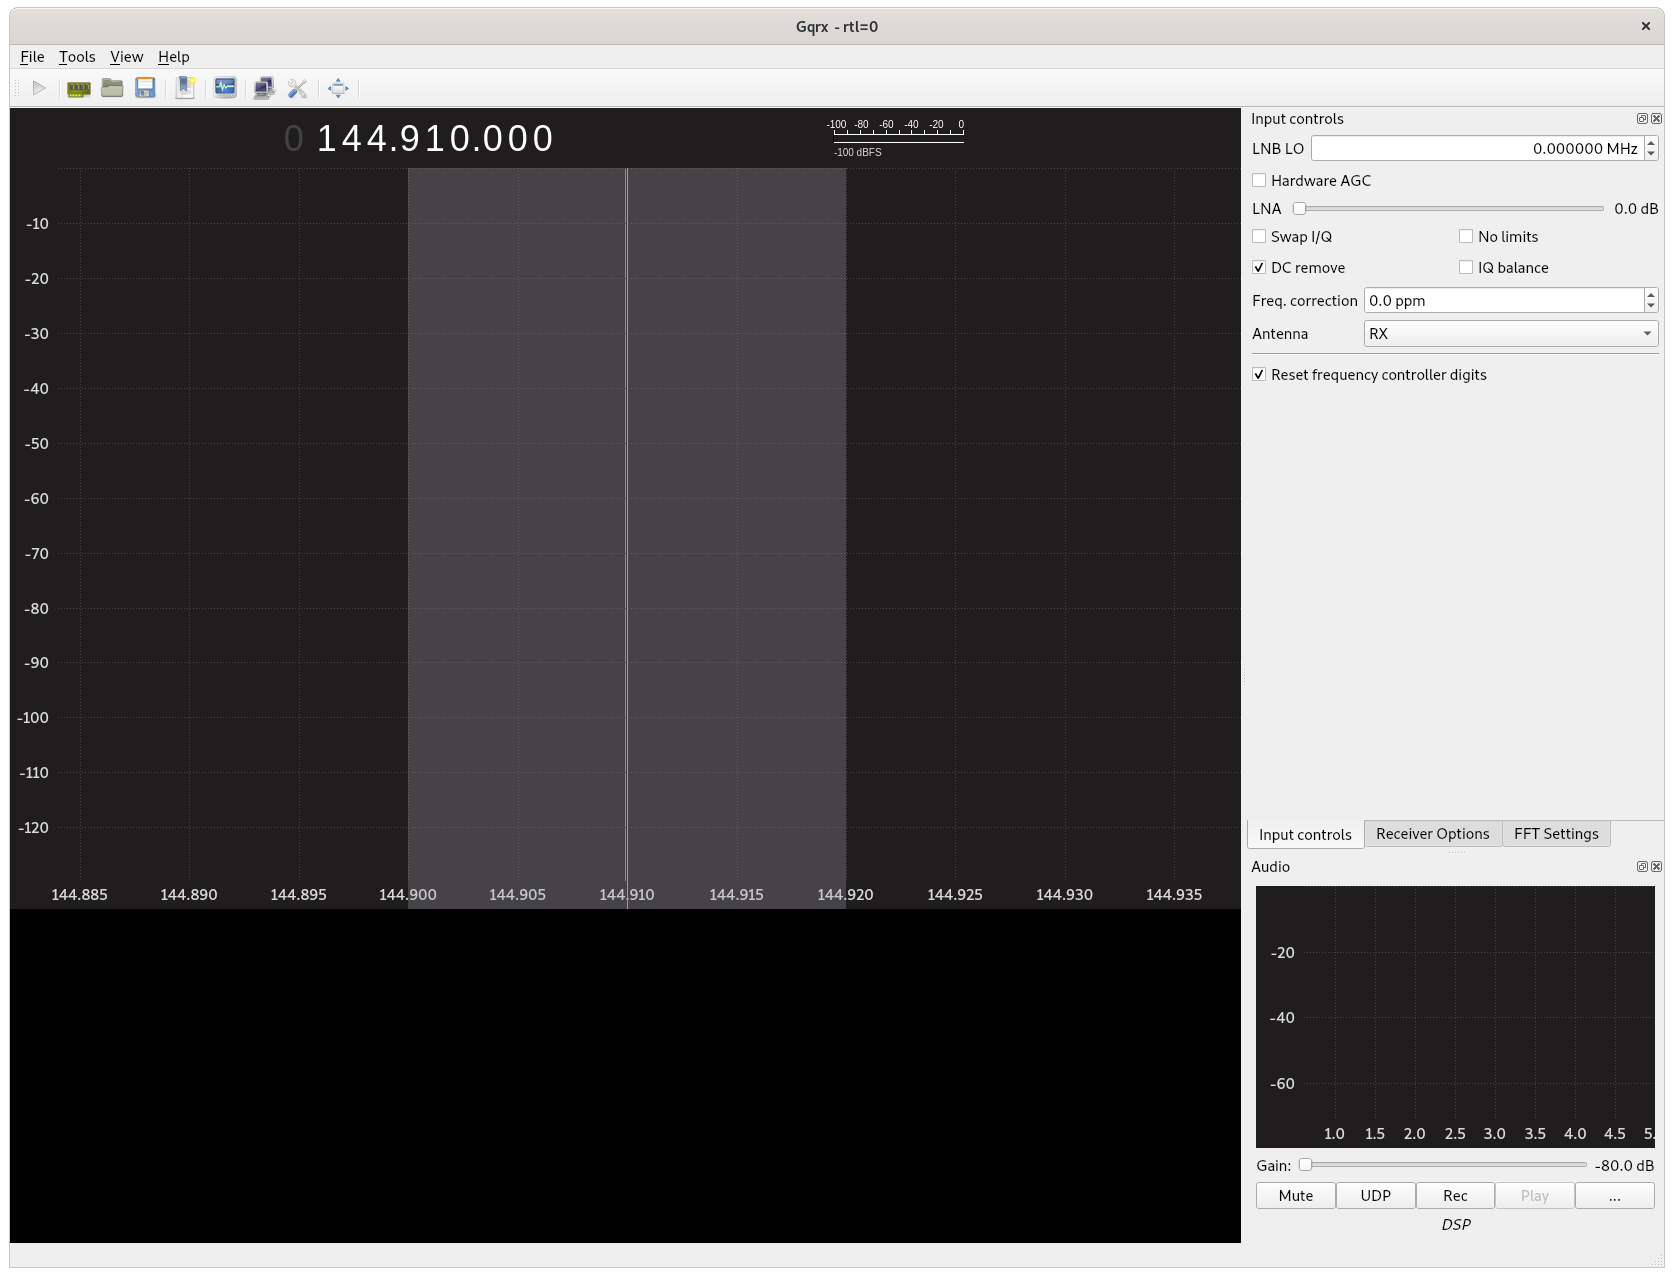 Gqrx - rtl=0
File Tools View Help
0 144.910.000
-100 -80 -60 -40 -20 0
-100 dBFS
-10
-20
-30
-40
-50
-60
-70
-80
-90
-100
-110
-120
144.885 144.890 144.895 144.900 144.905 144.910 144.915 144.920 144.925 144.930 144.935
Input controls
LNB LO 0.000000 MHz
Hardware AGC
LNA 0.0 dB
Swap I/Q No limits
DC remove IQ balance
Freq. correction 0.0 ppm
Antenna RX
Reset frequency controller digits
Input controls Receiver Options FFT Settings
Audio
-20
-40
-60
1.0 1.5 2.0 2.5 3.0 3.5 4.0 4.5 5.
Gain: -80.0 dB
Mute UDP Rec Play ...
DSP